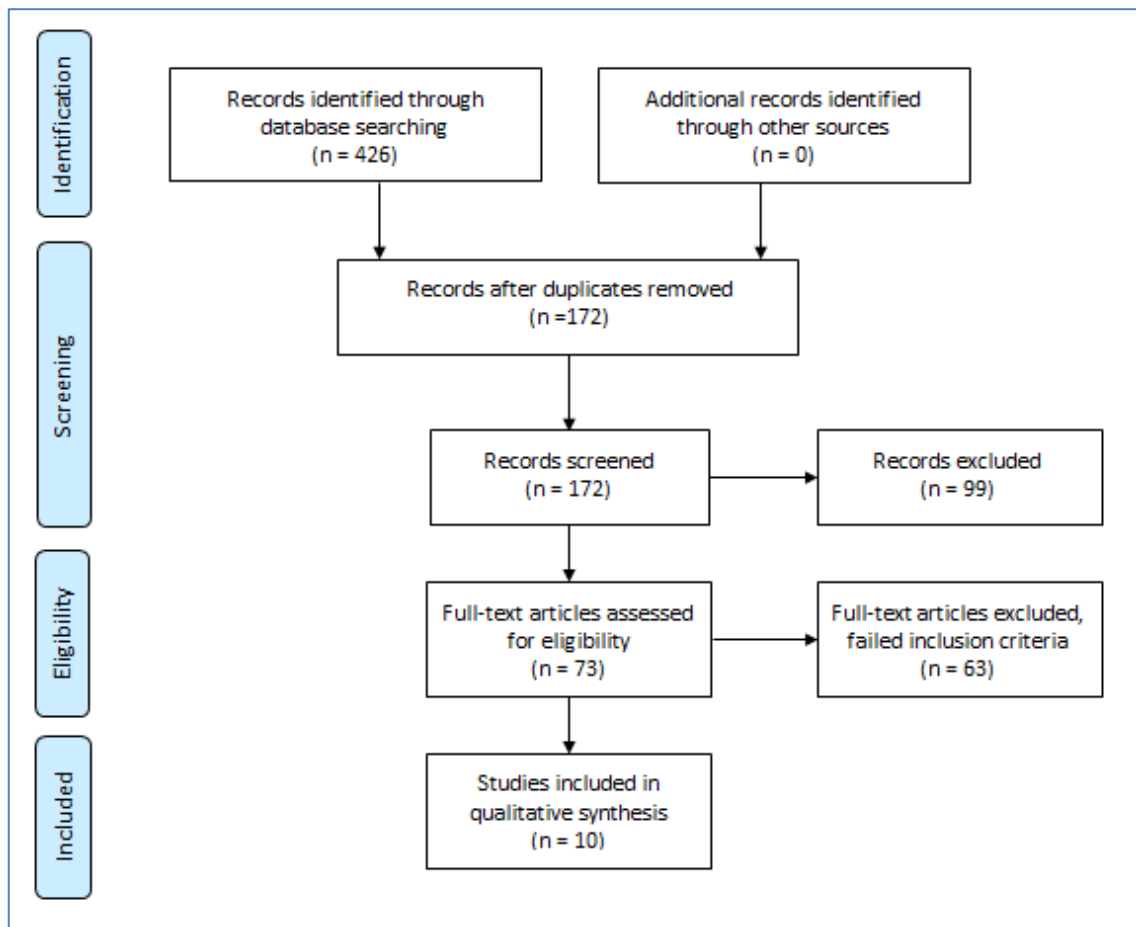 Identification
Records identified through
database searching
(n = 426)
Additional records identified
through other sources
(n = 0)
Screening
Records after duplicates removed
(n =172)
Records screened
(n = 172)
Records excluded
(n = 99)
Eligibility
Full-text articles assessed
for eligibility
(n = 73)
Full-text articles excluded,
failed inclusion criteria
(n = 63)
Included
Studies included in
qualitative synthesis
(n = 10)